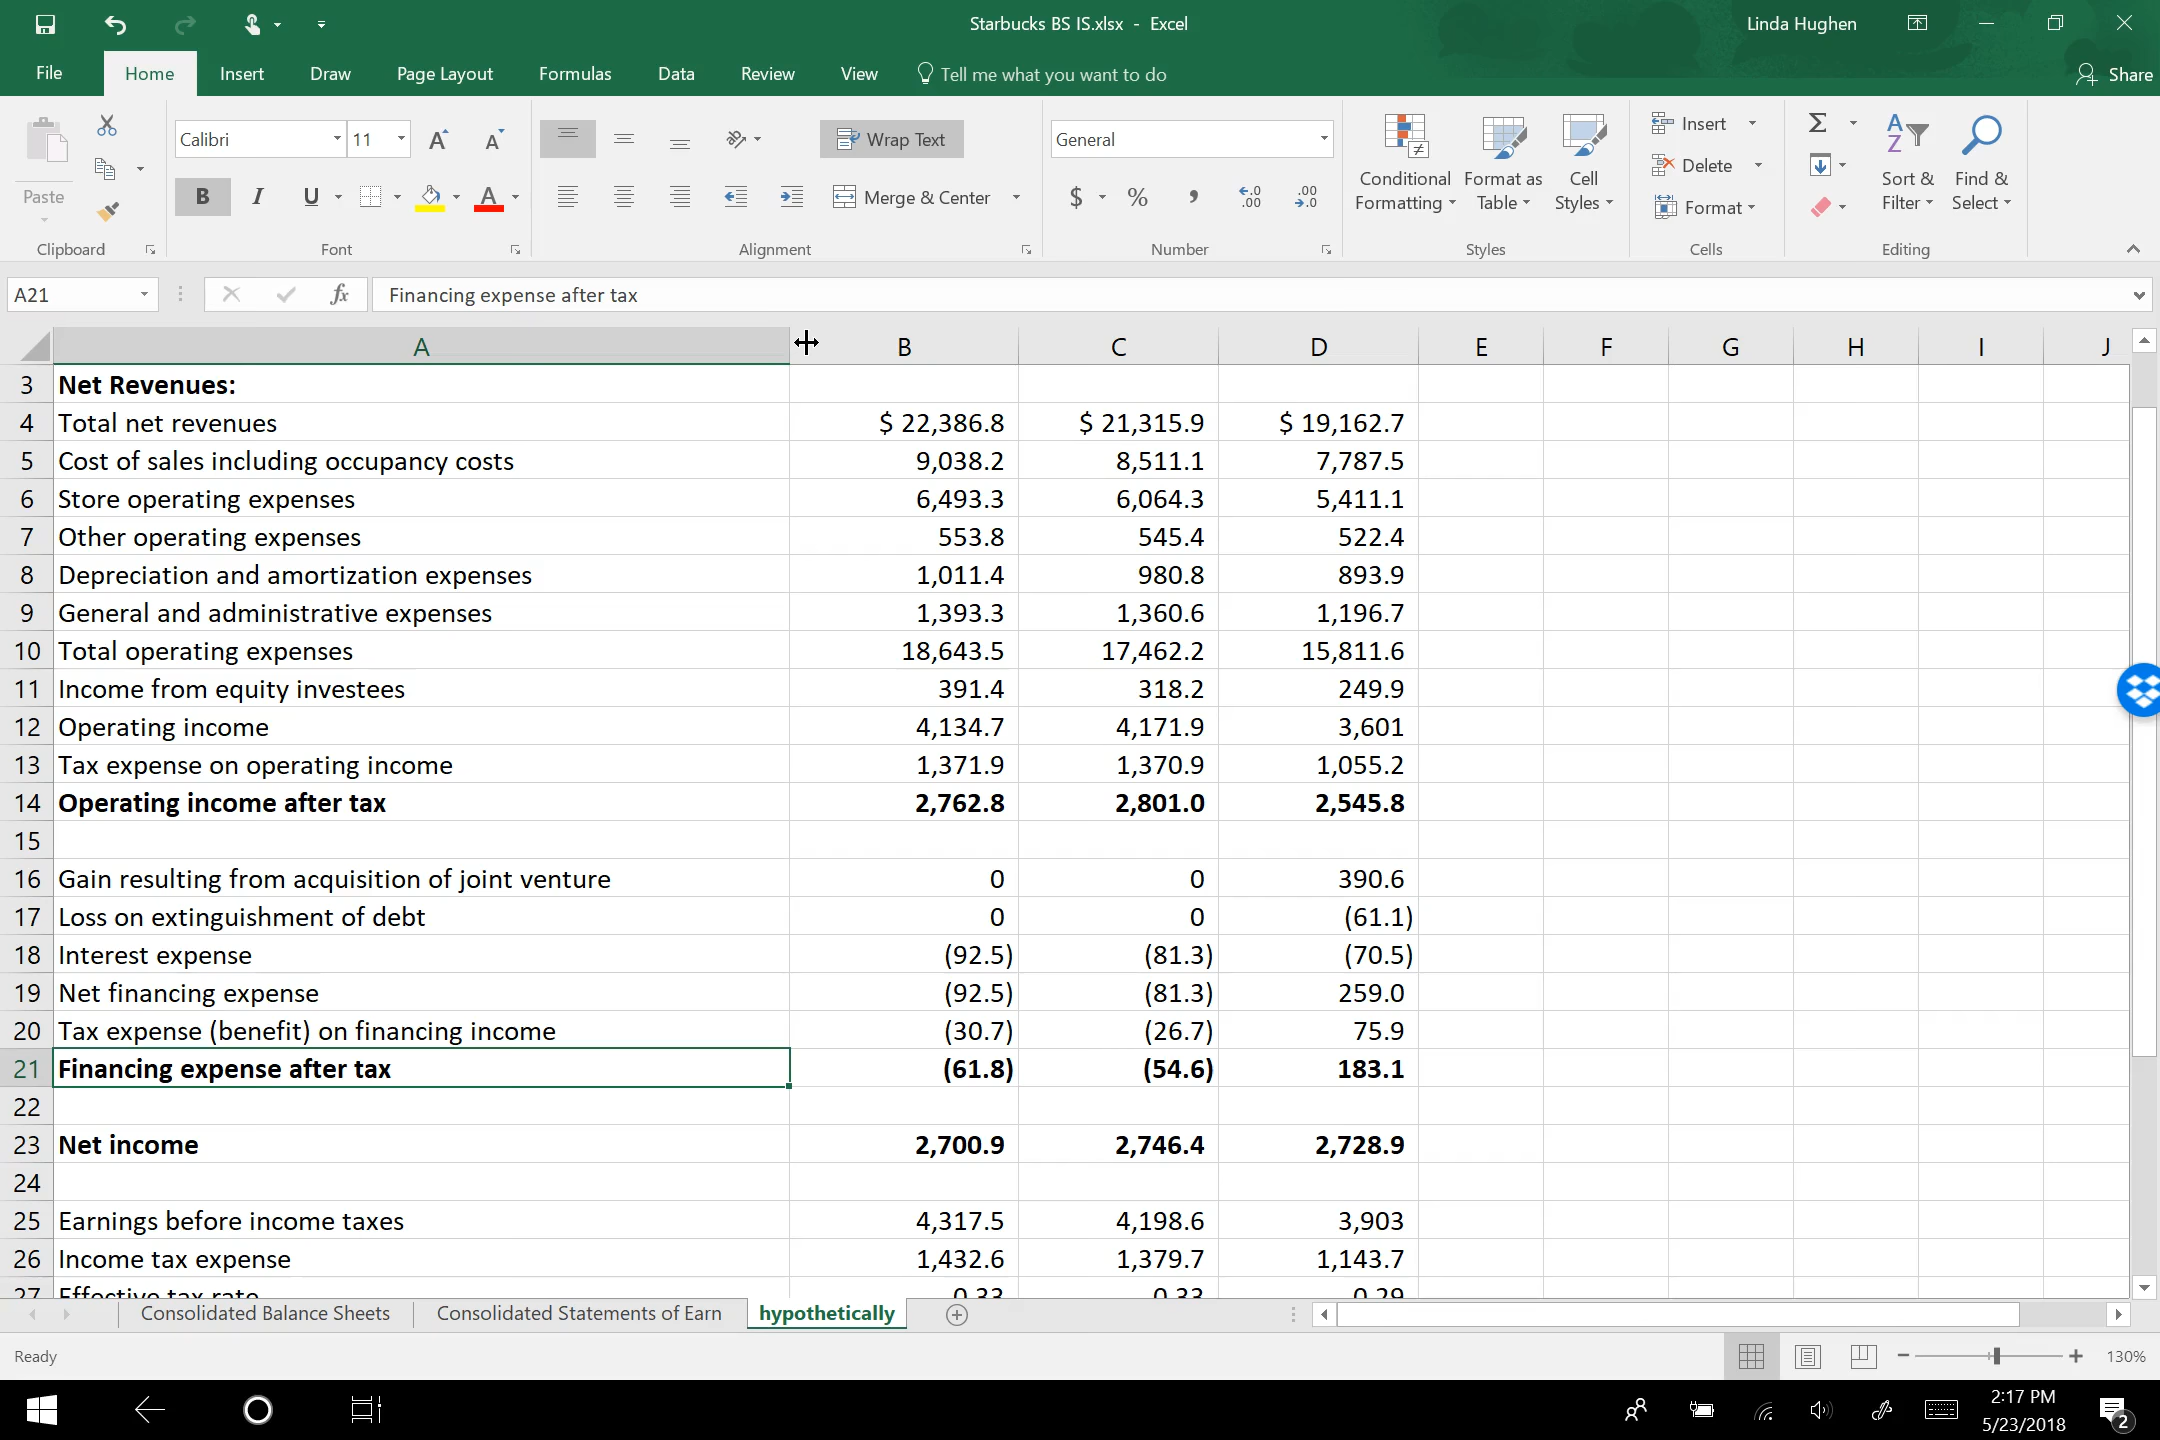 Starbucks BS IS.xlsx - Excel
Linda Hughen
File Home Insert Draw Page Layout Formulas Data Review View Tell me what you want to do Share
Calibri 11 Wrap Text General
Conditional Formatting Format as Table Cell Styles
Insert
Delete
Format
Sort & Filter Find & Select
Paste B I U A Merge & Center $ % , .0 .00 .00 .0
Clipboard Font Alignment Number Styles Cells Editing
A21 fx Financing expense after tax
A B C D E F G H I J
3 Net Revenues:
4 Total net revenues $ 22,386.8 $ 21,315.9 $ 19,162.7
5 Cost of sales including occupancy costs 9,038.2 8,511.1 7,787.5
6 Store operating expenses 6,493.3 6,064.3 5,411.1
7 Other operating expenses 553.8 545.4 522.4
8 Depreciation and amortization expenses 1,011.4 980.8 893.9
9 General and administrative expenses 1,393.3 1,360.6 1,196.7
10 Total operating expenses 18,643.5 17,462.2 15,811.6
11 Income from equity investees 391.4 318.2 249.9
12 Operating income 4,134.7 4,171.9 3,601
13 Tax expense on operating income 1,371.9 1,370.9 1,055.2
14 Operating income after tax 2,762.8 2,801.0 2,545.8
15
16 Gain resulting from acquisition of joint venture 0 0 390.6
17 Loss on extinguishment of debt 0 0 (61.1)
18 Interest expense (92.5) (81.3) (70.5)
19 Net financing expense (92.5) (81.3) 259.0
20 Tax expense (benefit) on financing income (30.7) (26.7) 75.9
21 Financing expense after tax (61.8) (54.6) 183.1
22
23 Net income 2,700.9 2,746.4 2,728.9
24
25 Earnings before income taxes 4,317.5 4,198.6 3,903
26 Income tax expense 1,432.6 1,379.7 1,143.7
27 Effective tax rate 0.33 0.33 0.29
Consolidated Balance Sheets Consolidated Statements of Earn hypothetically
Ready 130%
2:17 PM
5/23/2018
2